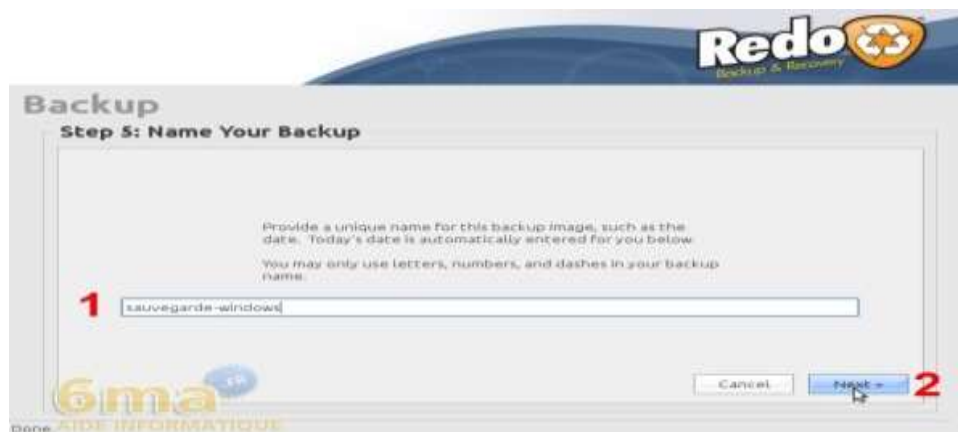 Redo
Backup & Recovery
Backup
Step 5: Name Your Backup
Provide a unique name for this backup image, such as the
date. Today's date is automatically entered for you below.
You may only use letters, numbers, and dashes in your backup
name.
1
sauvegarde-windows
Cancel
Next »
2
6ma
.FR
AIDE INFORMATIQUE
Done